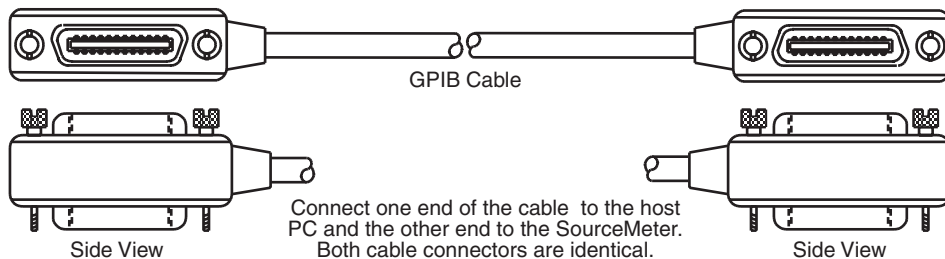 GPIB Cable
Connect one end of the cable to the host
PC and the other end to the SourceMeter.
Both cable connectors are identical.
Side View
Side View